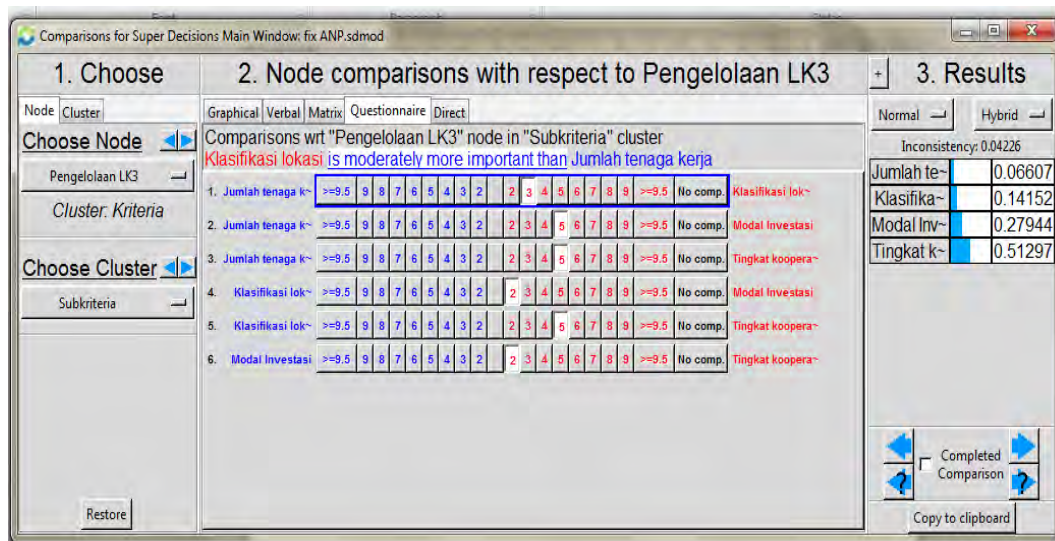 Comparisons for Super Decisions Main Window: fix ANP.sdmod
1. Choose
2. Node comparisons with respect to Pengelolaan LK3
+ 3. Results
Node Cluster
Choose Node
Pengelolaan LK3
Cluster: Kriteria
Choose Cluster
Subkriteria
Restore
Graphical Verbal Matrix Questionnaire Direct
Comparisons wrt "Pengelolaan LK3" node in "Subkriteria" cluster
Klasifikasi lokasi is moderately more important than Jumlah tenaga kerja
1. Jumlah tenaga k~ >=9.5 9 8 7 6 5 4 3 2 2 3 4 5 6 7 8 9 >=9.5 No comp. Klasifikasi lok~
2. Jumlah tenaga k~ >=9.5 9 8 7 6 5 4 3 2 2 3 4 5 6 7 8 9 >=9.5 No comp. Modal Investasi
3. Jumlah tenaga k~ >=9.5 9 8 7 6 5 4 3 2 2 3 4 5 6 7 8 9 >=9.5 No comp. Tingkat koopera~
4. Klasifikasi lok~ >=9.5 9 8 7 6 5 4 3 2 2 3 4 5 6 7 8 9 >=9.5 No comp. Modal Investasi
5. Klasifikasi lok~ >=9.5 9 8 7 6 5 4 3 2 2 3 4 5 6 7 8 9 >=9.5 No comp. Tingkat koopera~
6. Modal Investasi >=9.5 9 8 7 6 5 4 3 2 2 3 4 5 6 7 8 9 >=9.5 No comp. Tingkat koopera~
Normal Hybrid
Inconsistency: 0.04226
Jumlah te~ 0.06607
Klasifika~ 0.14152
Modal Inv~ 0.27944
Tingkat k~ 0.51297
Completed
Comparison
? ?
Copy to clipboard